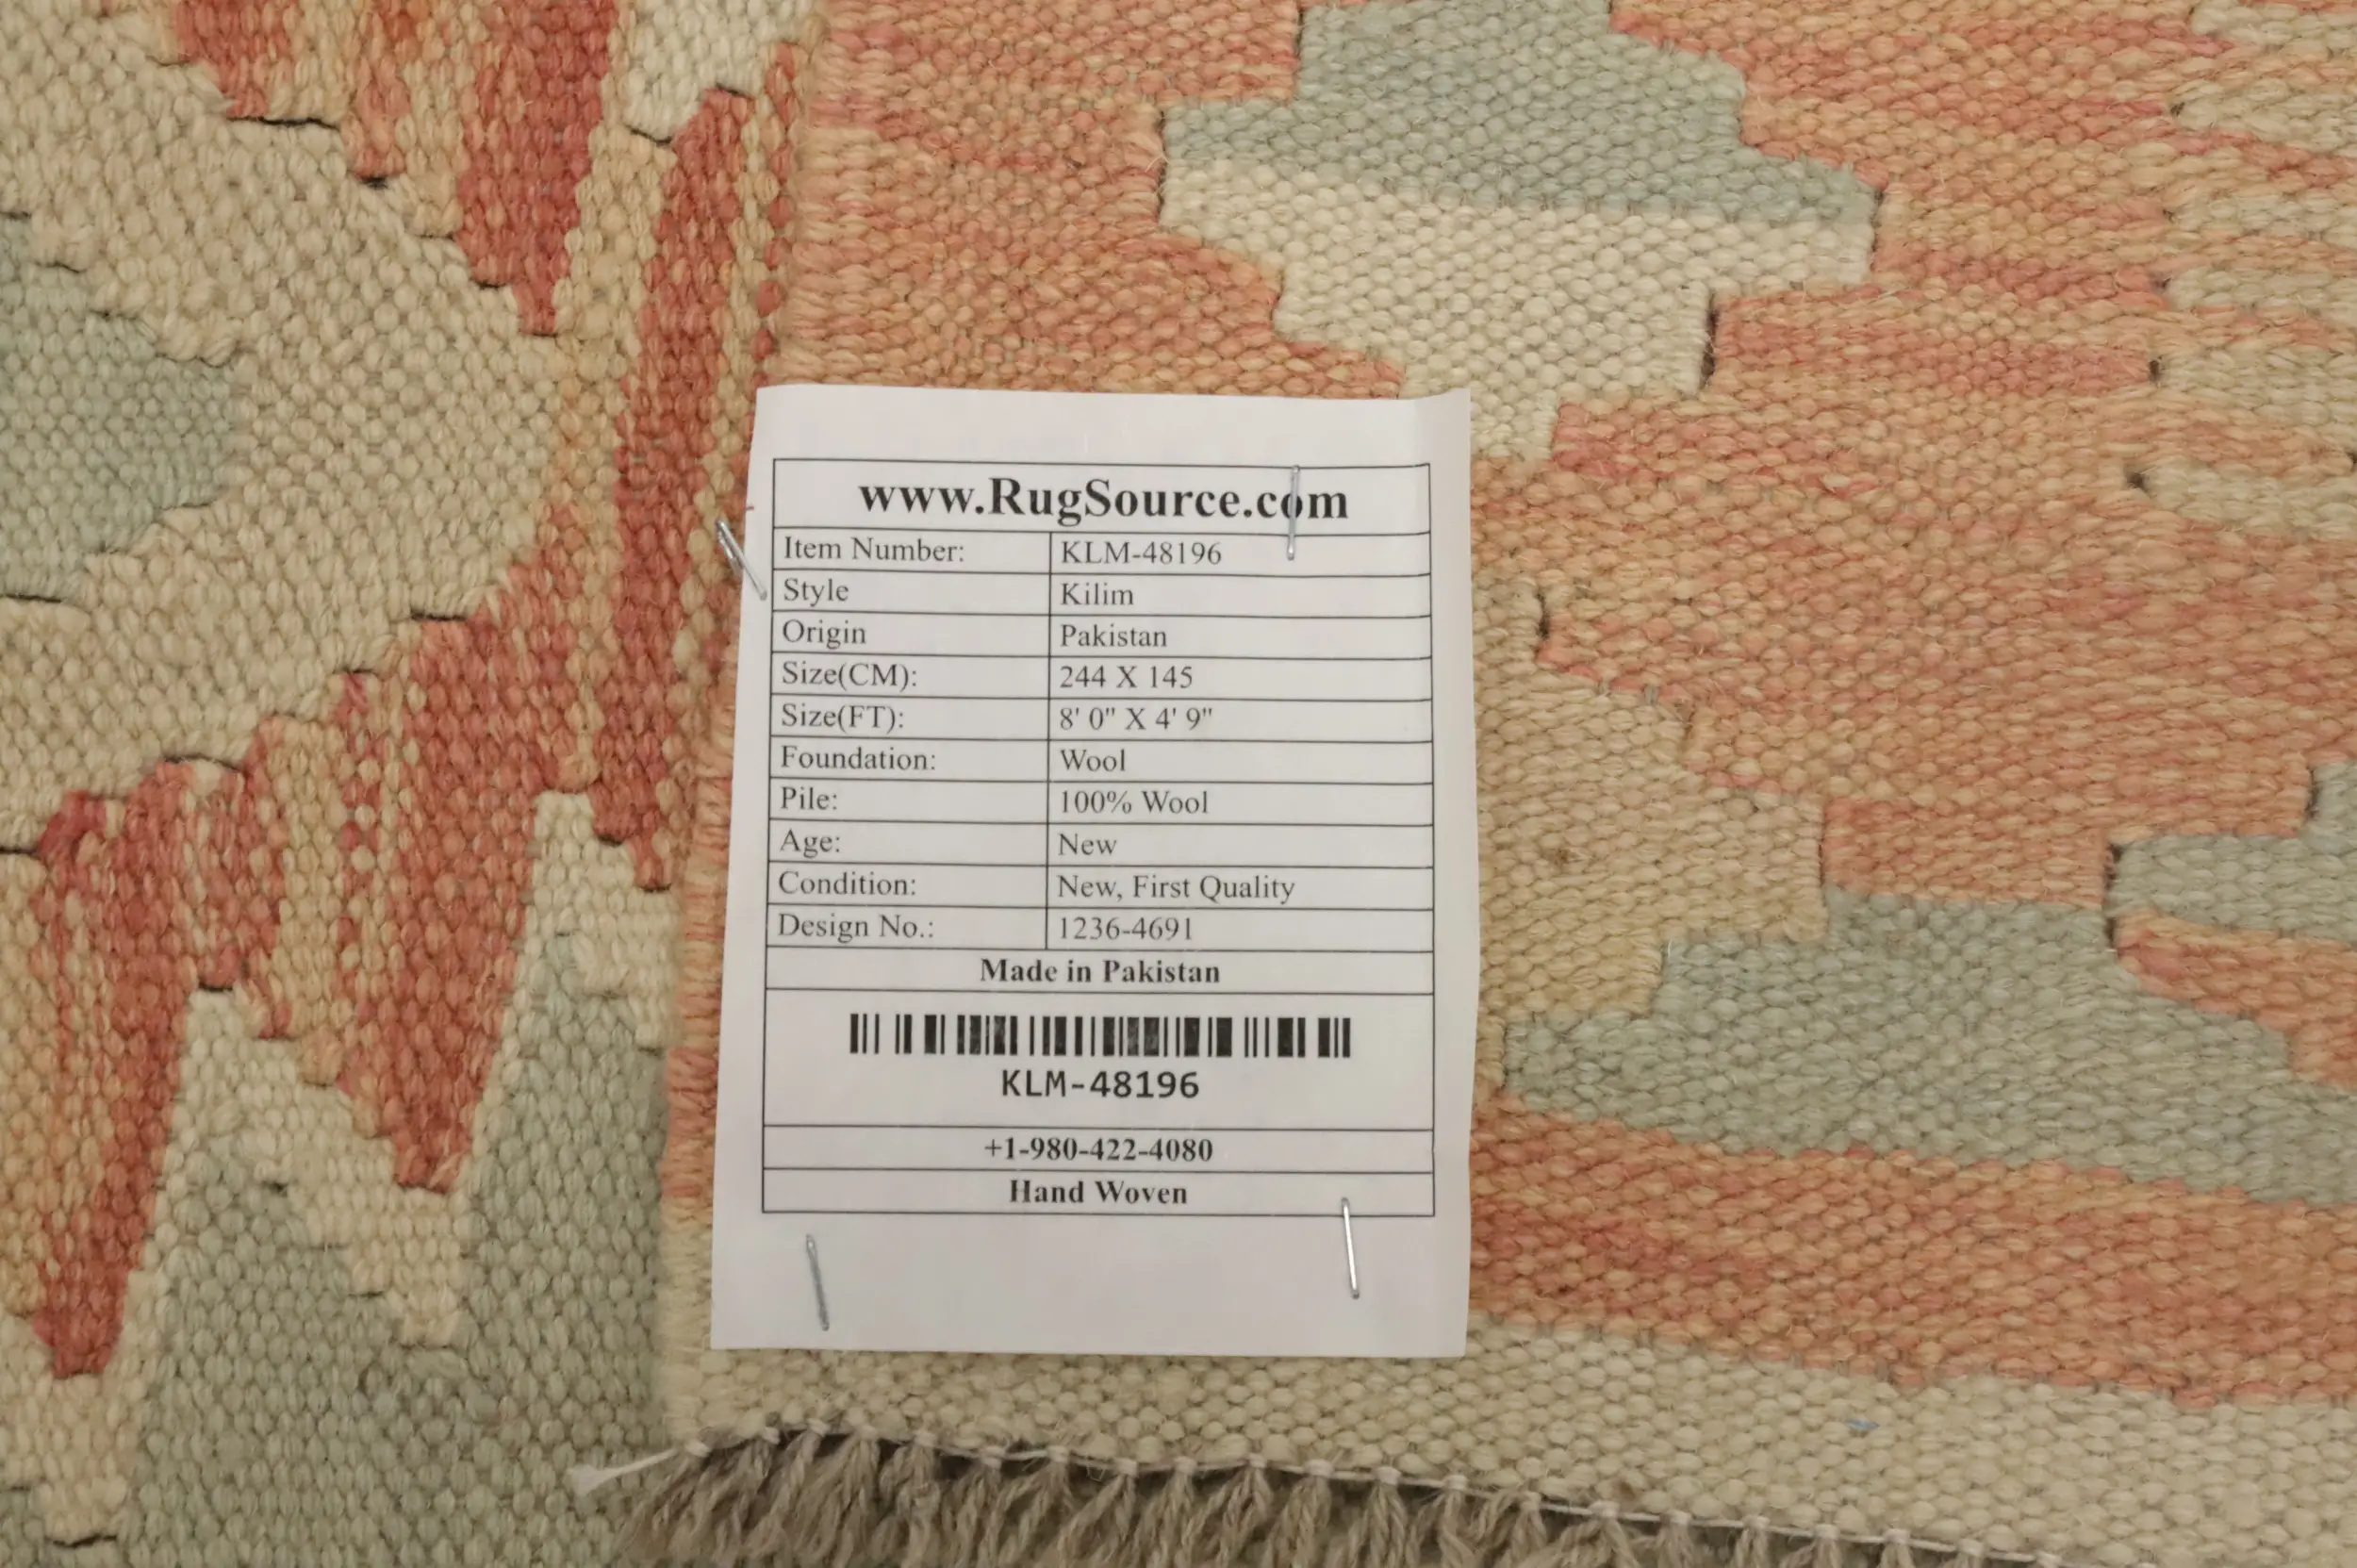 www.RugSource.com
Item Number: KLM-48196
Style Kilim
Origin Pakistan
Size(CM): 244 X 145
Size(FT): 8' 0" X 4' 9"
Foundation: Wool
Pile: 100% Wool
Age: New
Condition: New, First Quality
Design No.: 1236-4691
Made in Pakistan
KLM-48196
+1-980-422-4080
Hand Woven